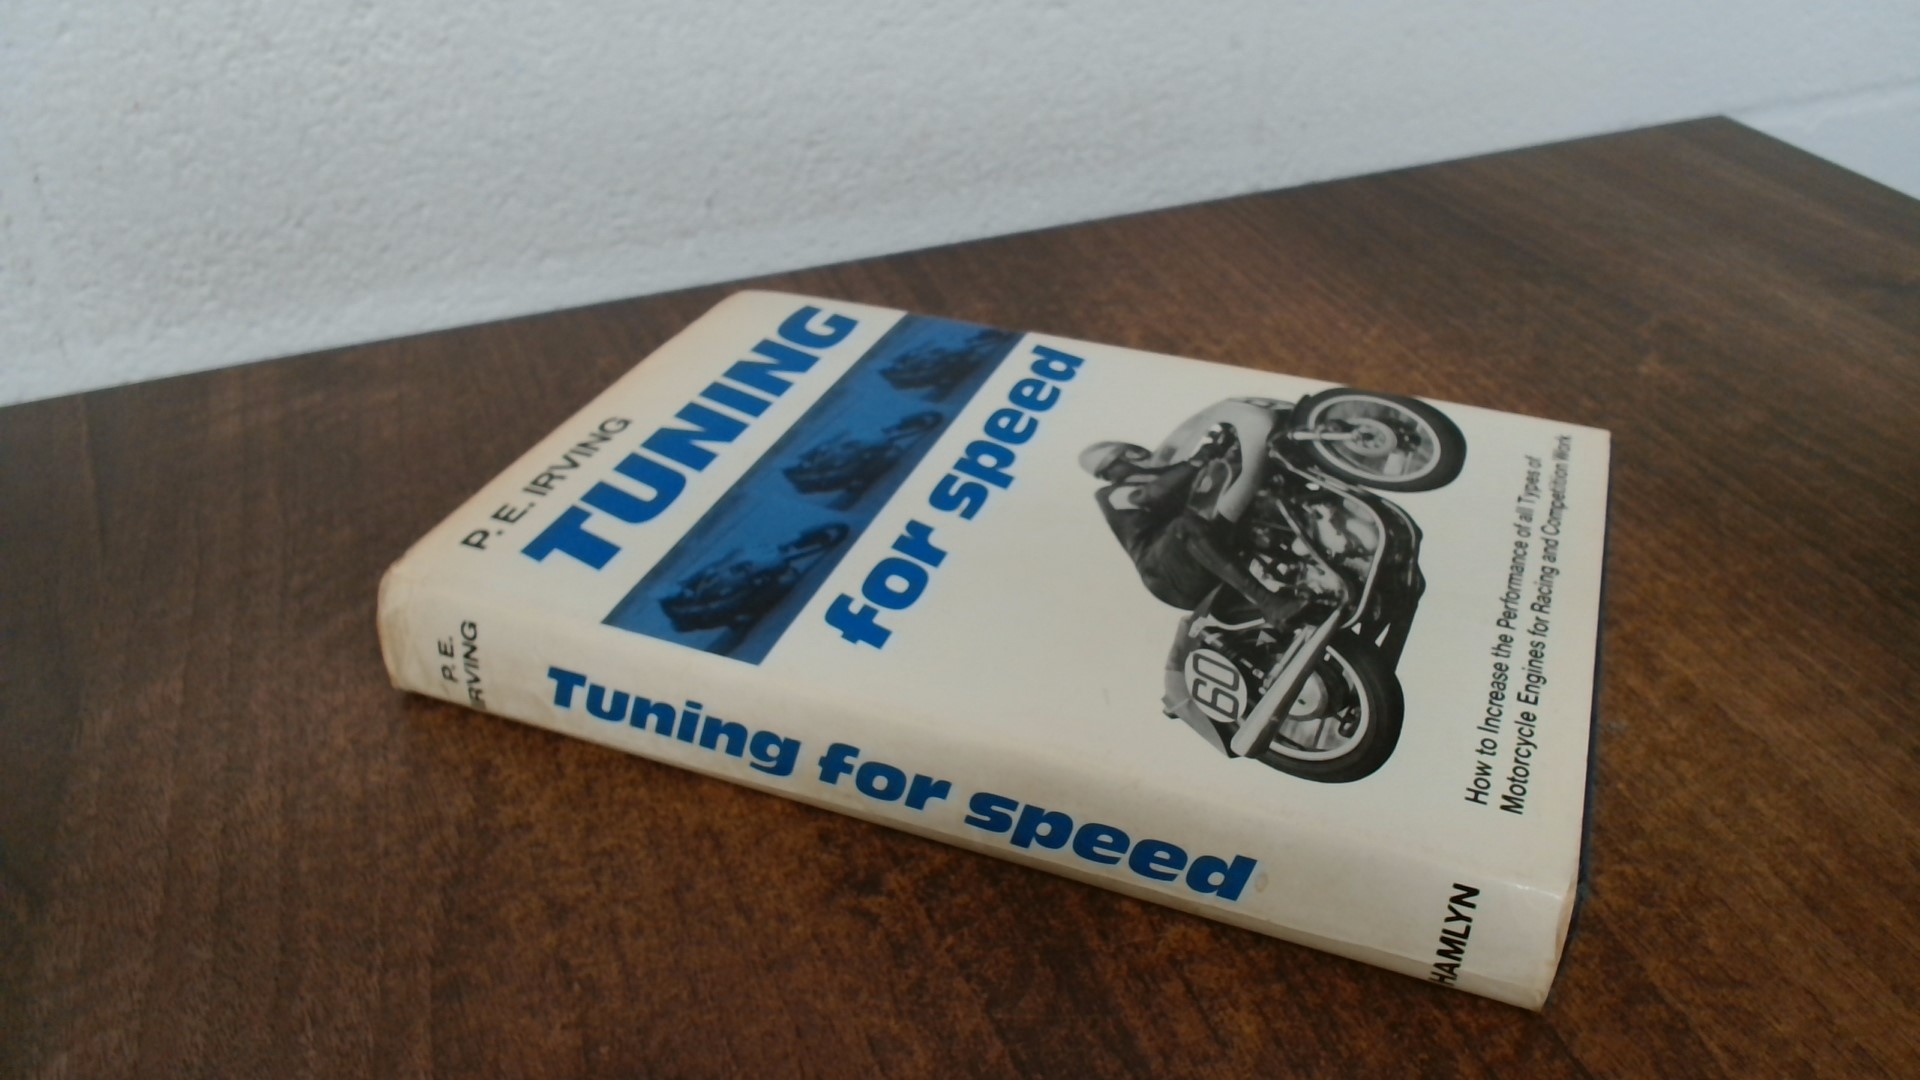 P. E. IRVING
TUNING
for speed
60
How to Increase the Performance of all Types of
Motorcycle Engines for Racing and Competition Work
P. E.
IRVING
Tuning for speed
HAMLYN